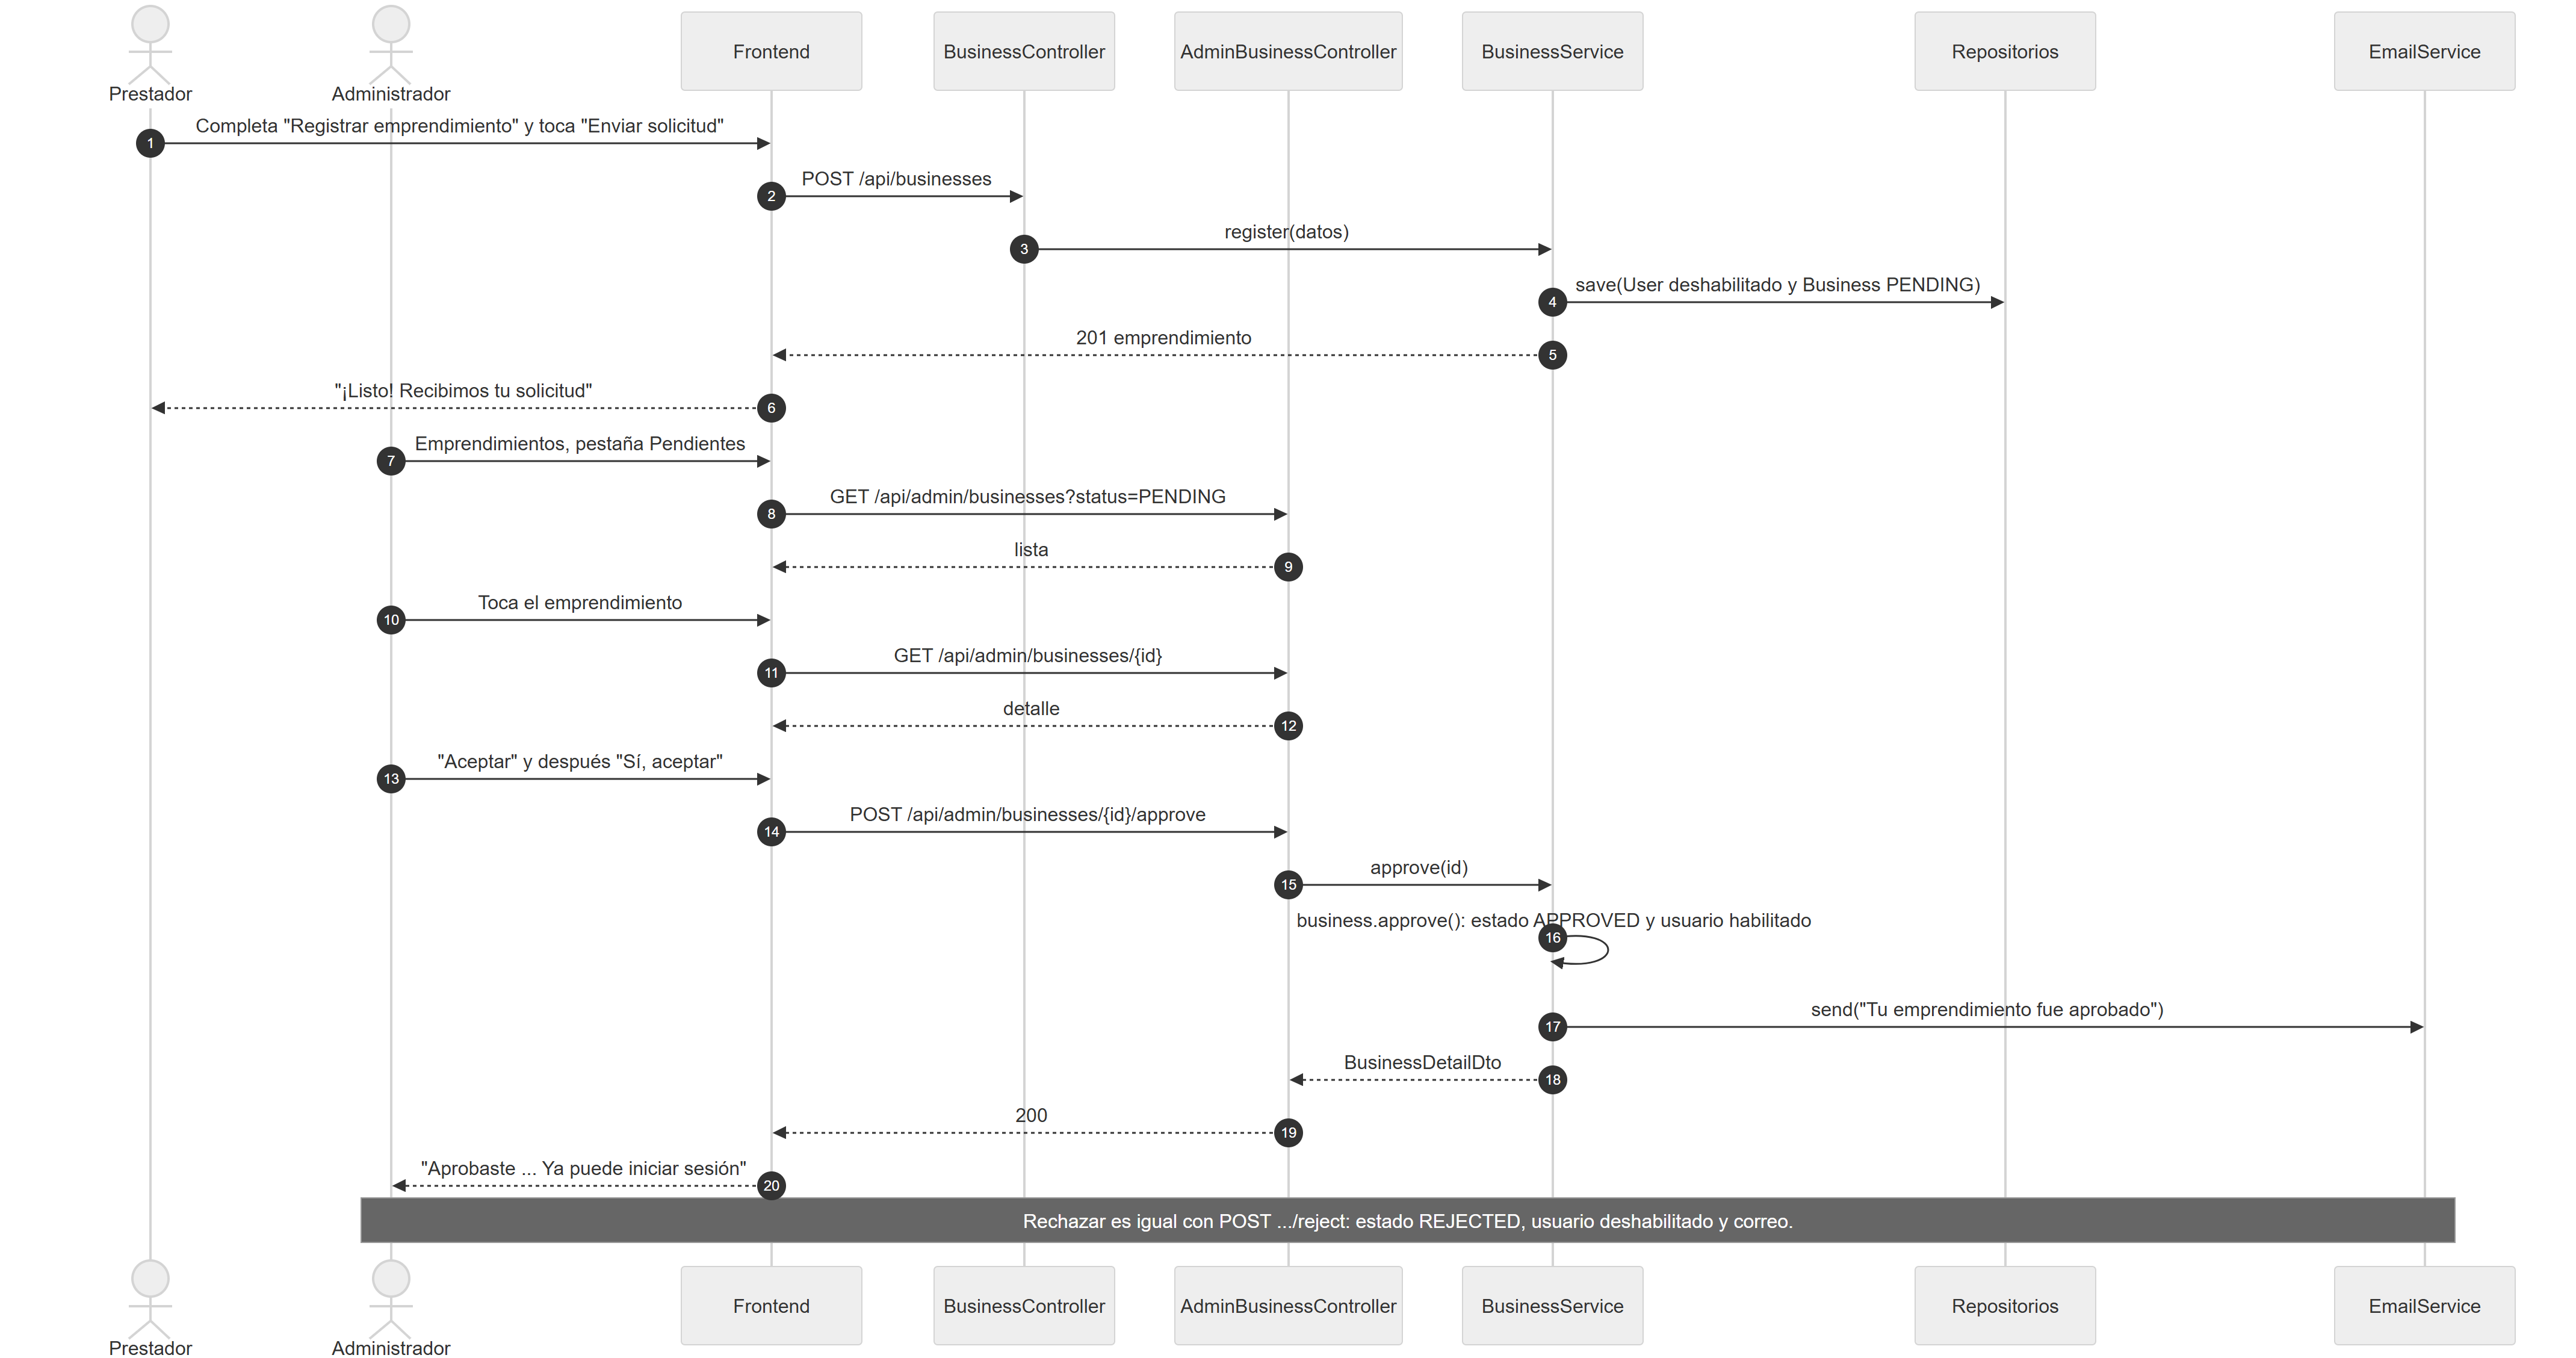 Prestador
Administrador
Frontend
BusinessController
AdminBusinessController
BusinessService
Repositorios
EmailService
Completa "Registrar emprendimiento" y toca "Enviar solicitud"
1
POST /api/businesses
2
register(datos)
3
save(User deshabilitado y Business PENDING)
4
201 emprendimiento
5
"¡Listo! Recibimos tu solicitud"
6
Emprendimientos, pestaña Pendientes
7
GET /api/admin/businesses?status=PENDING
8
lista
9
Toca el emprendimiento
10
GET /api/admin/businesses/{id}
11
detalle
12
"Aceptar" y después "Sí, aceptar"
13
POST /api/admin/businesses/{id}/approve
14
approve(id)
15
business.approve(): estado APPROVED y usuario habilitado
16
send("Tu emprendimiento fue aprobado")
17
BusinessDetailDto
18
200
19
"Aprobaste ... Ya puede iniciar sesión"
20
Rechazar es igual con POST .../reject: estado REJECTED, usuario deshabilitado y correo.
Prestador
Administrador
Frontend
BusinessController
AdminBusinessController
BusinessService
Repositorios
EmailService